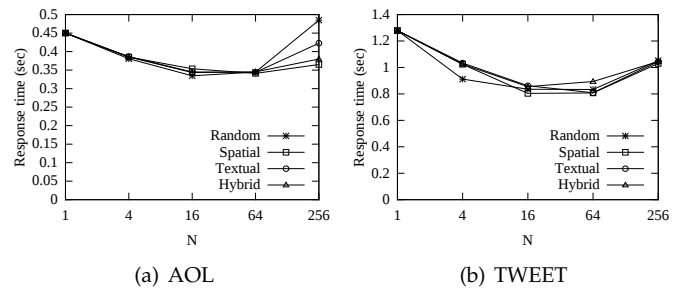 0.5
0.45
0.4
0.35
0.3
0.25
0.2
0.15
0.1
0.05
0
Response time (sec)
Random
Spatial
Textual
Hybrid
1 4 16 64 256
N
(a) AOL
1.4
1.2
1
0.8
0.6
0.4
0.2
0
Response time (sec)
Random
Spatial
Textual
Hybrid
1 4 16 64 256
N
(b) TWEET